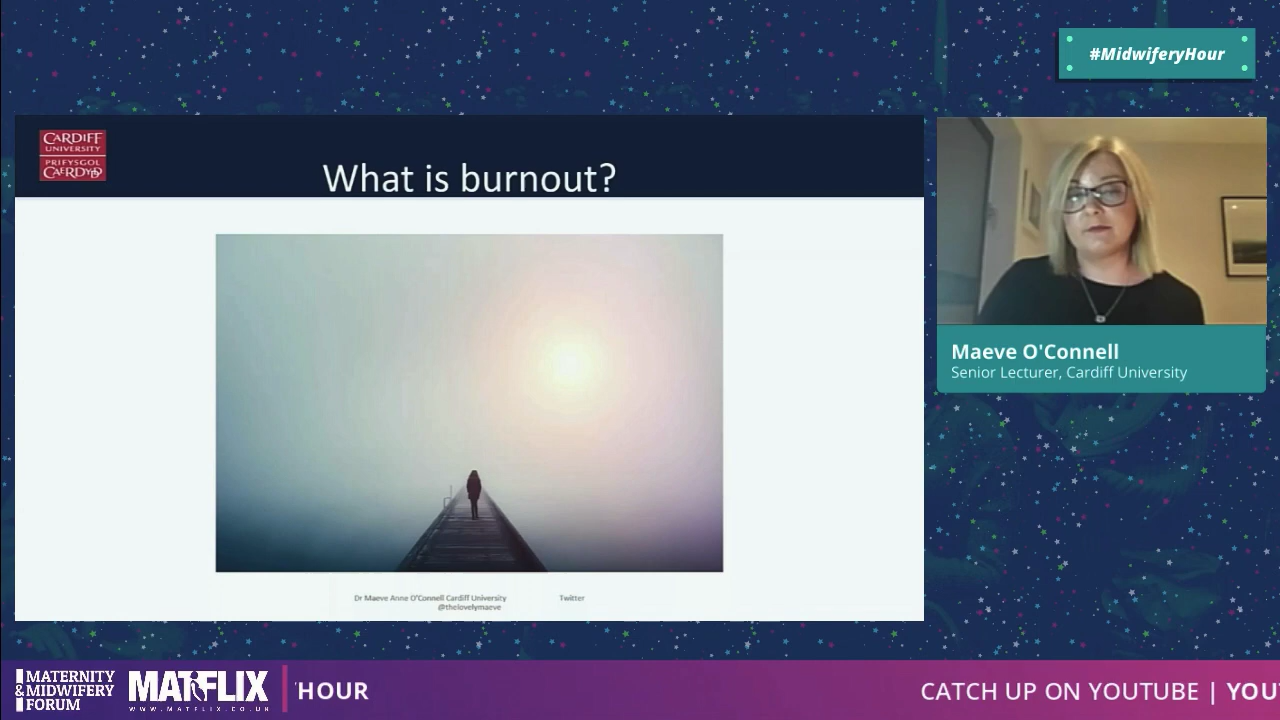 #MidwiferyHour
CARDIFF
UNIVERSITY
PRIFYSGOL
CAERDYDD
What is burnout?
Maeve O'Connell
Senior Lecturer, Cardiff University
Dr Maeve Anne O'Connell Cardiff University Twitter
@thelovelymaeve
MATERNITY
& MIDWIFERY
FORUM
MATFLIX
WWW.MATFLIX.CO.UK
'HOUR
CATCH UP ON YOUTUBE | YOUT